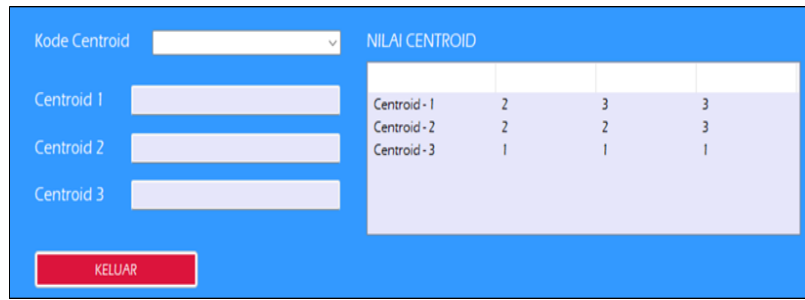 Kode Centroid
Centroid 1
Centroid 2
Centroid 3
KELUAR
NILAI CENTROID
Centroid - 1 2 3 3
Centroid - 2 2 2 3
Centroid - 3 1 1 1